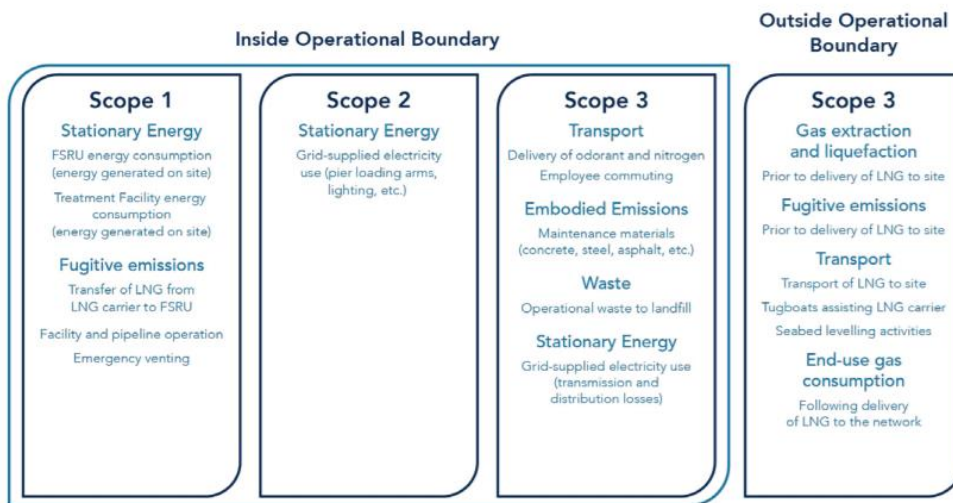 Inside Operational Boundary
Outside Operational
Boundary
Scope 1
Stationary Energy
FSRU energy consumption
(energy generated on site)
Treatment Facility energy
consumption
(energy generated on site)
Fugitive emissions
Transfer of LNG from
LNG carrier to FSRU
Facility and pipeline operation
Emergency venting
Scope 2
Stationary Energy
Grid-supplied electricity
use (pier loading arms,
lighting, etc.)
Scope 3
Transport
Delivery of odorant and nitrogen
Employee commuting
Embodied Emissions
Maintenance materials
(concrete, steel, asphalt, etc.)
Waste
Operational waste to landfill
Stationary Energy
Grid-supplied electricity use
(transmission and
distribution losses)
Scope 3
Gas extraction
and liquefaction
Prior to delivery of LNG to site
Fugitive emissions
Prior to delivery of LNG to site
Transport
Transport of LNG to site
Tugboats assisting LNG carrier
Seabed levelling activities
End-use gas
consumption
Following delivery
of LNG to the network